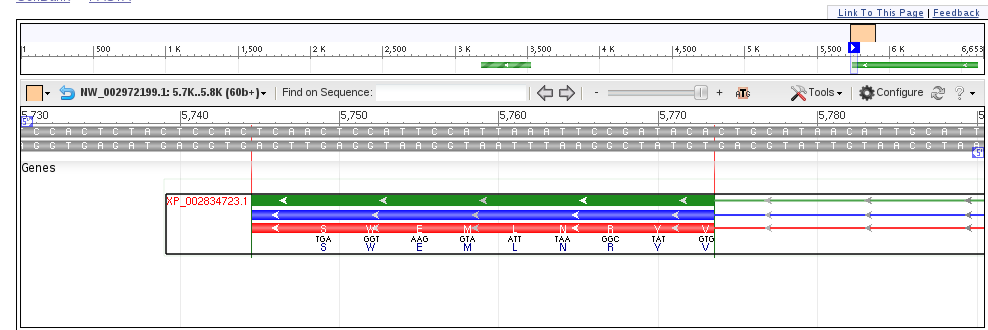 Link To This Page | Feedback
1 500 1 K 1,500 2 K 2,500 3 K 3,500 4 K 4,500 5 K 5,500 6 K 6,653
NW_002972199.1: 5.7K..5.8K (60b+) Find on Sequence: - + ATG Tools Configure ?
5,730 5,740 5,750 5,760 5,770 5,780
5'
C C A C T C T A C T C C A C T C A C T C C A T T C C A T T A A A T T C C G A T A C A C T G C A T A A C A T T G C A T T
G G T G A G A T G A G G T G A G T G A G G T A A G G T A A T T T A A G G C T A T G T G A C G T A T T G T A A C G T A A
5'
Genes
XP_002834723.1
S W E M L N R Y V
TGA GGT AAG GTA ATT TAA GGC TAT GTG
S W E M L N R Y V